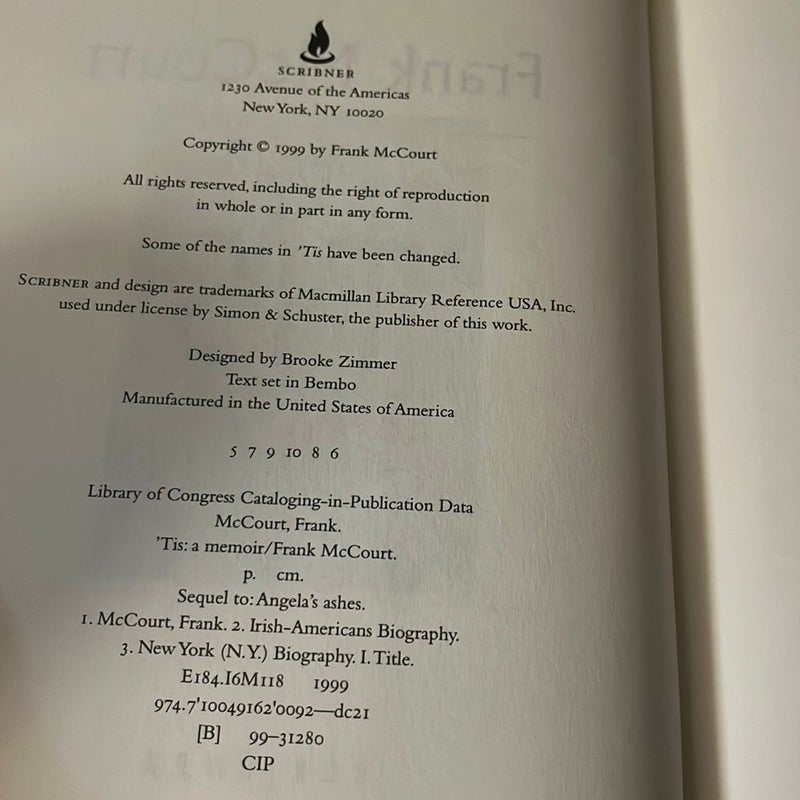 SCRIBNER
1230 Avenue of the Americas
New York, NY 10020
Copyright © 1999 by Frank McCourt
All rights reserved, including the right of reproduction
in whole or in part in any form.
Some of the names in ’Tis have been changed.
SCRIBNER and design are trademarks of Macmillan Library Reference USA, Inc.
used under license by Simon & Schuster, the publisher of this work.
Designed by Brooke Zimmer
Text set in Bembo
Manufactured in the United States of America
5 7 9 10 8 6
Library of Congress Cataloging-in-Publication Data
McCourt, Frank.
’Tis: a memoir/Frank McCourt.
p. cm.
Sequel to: Angela’s ashes.
1. McCourt, Frank. 2. Irish-Americans Biography.
3. New York (N.Y.) Biography. I. Title.
E184.I6M118 1999
974.7'10049162'0092—dc21
[B] 99–31280
CIP